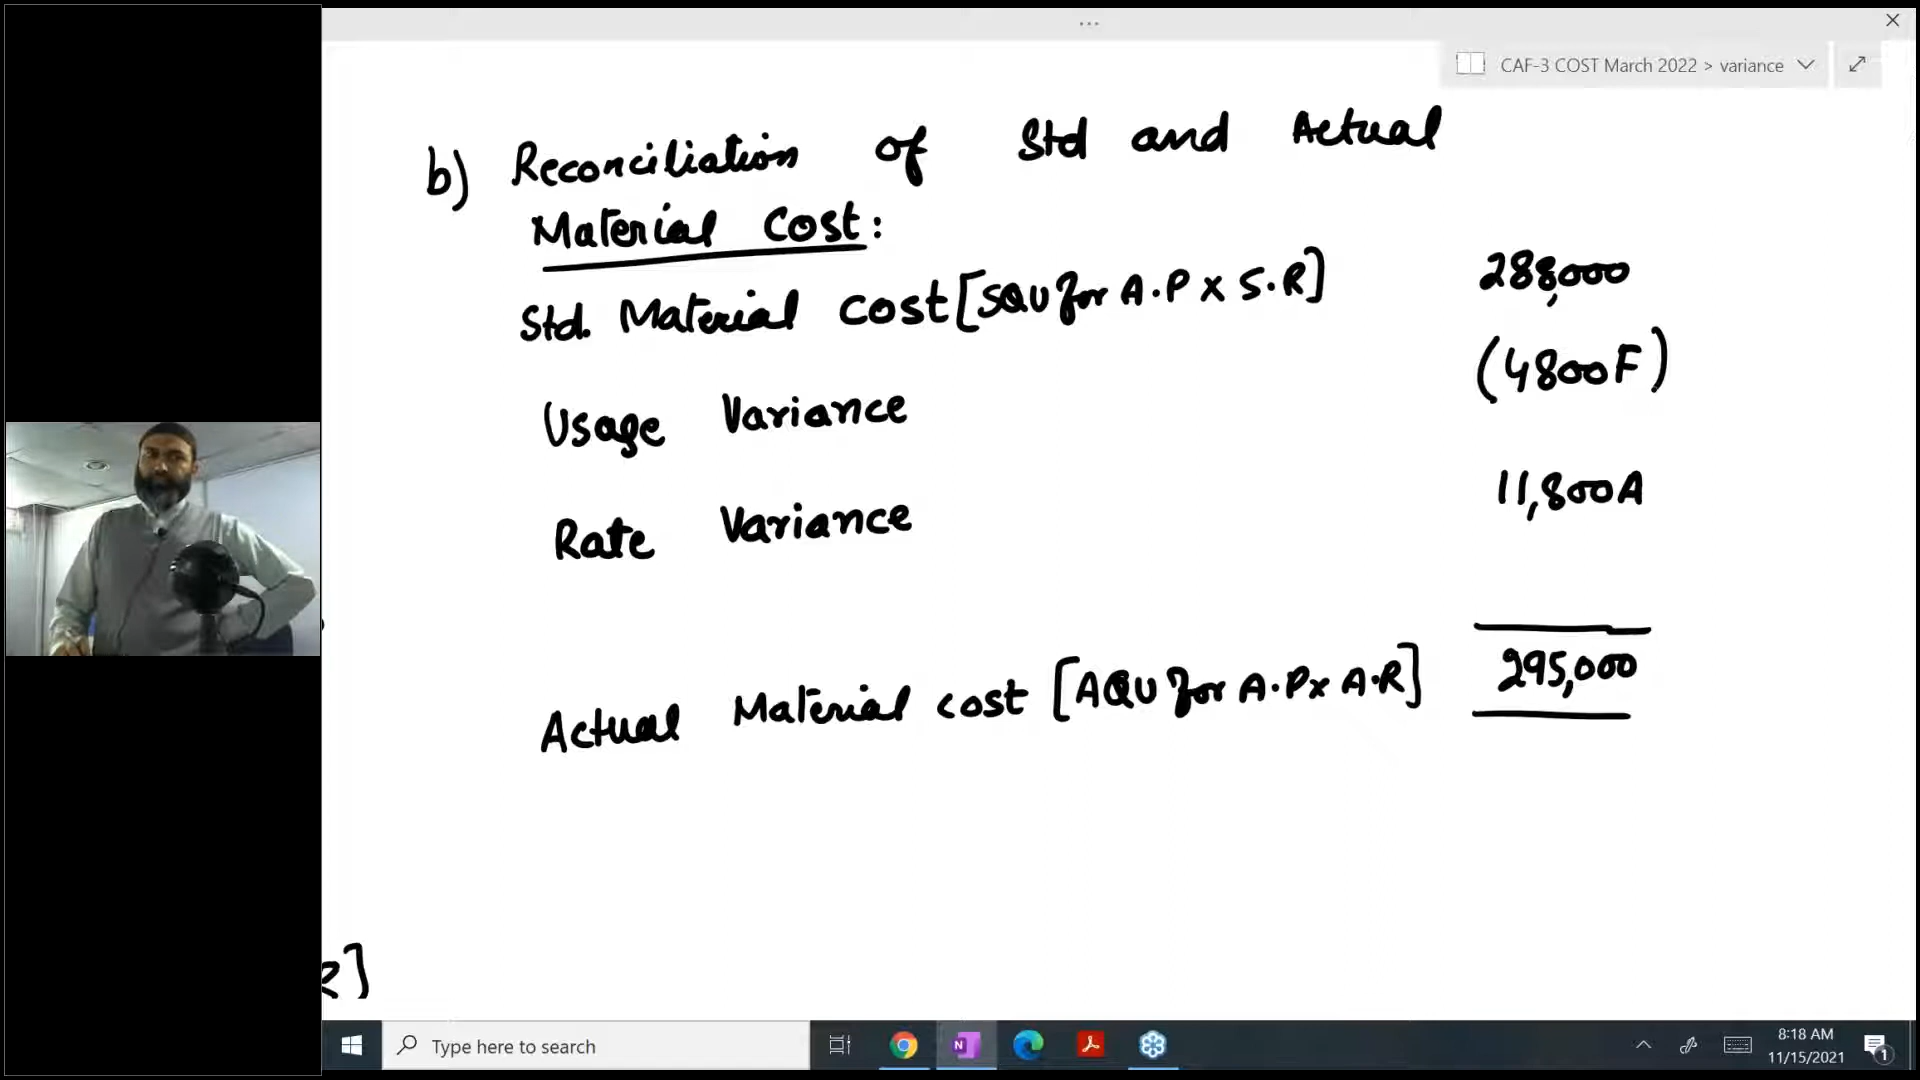 CAF-3 COST March 2022 > variance
b) Reconciliation of Std and Actual
Material Cost:
Std. Material Cost [SQU for A.P x S.R] 288,000
Usage Variance (4800F)
Rate Variance 11,800A
Actual Material cost [AQU for A.P x A.R] 295,000
R]
Type here to search
8:18 AM
11/15/2021
1